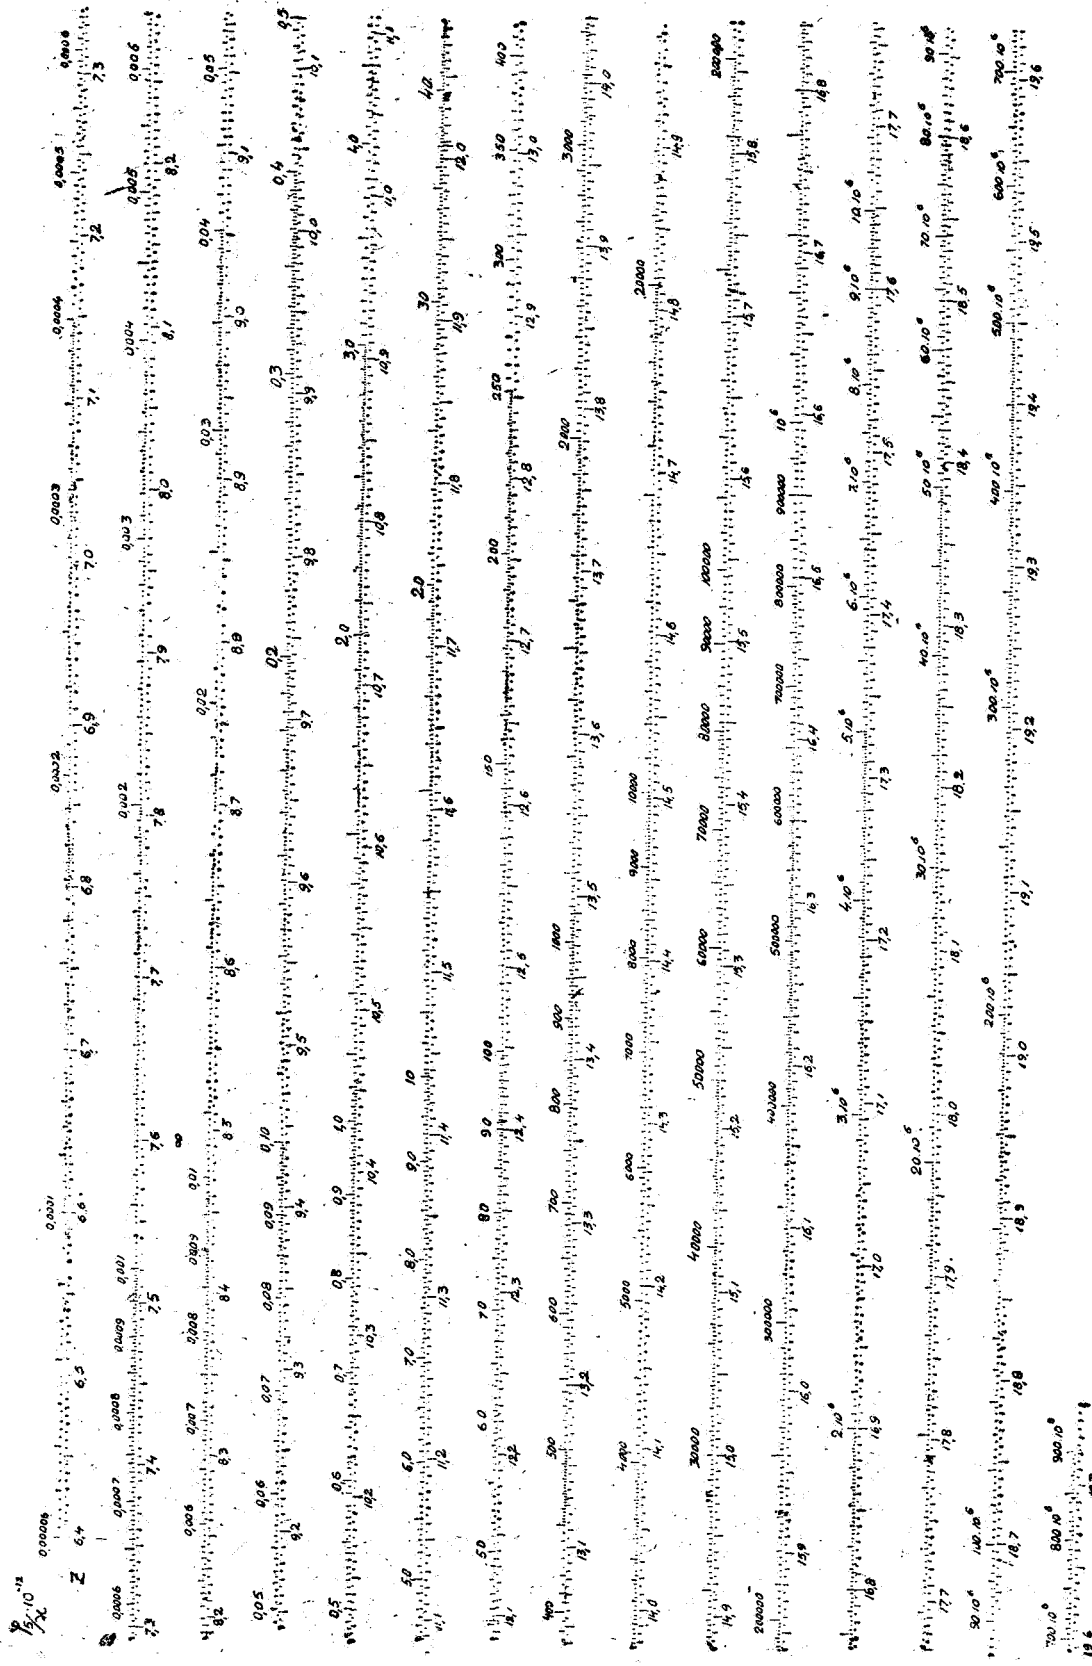 0,00006 0,0001 0,0002 0,0003 0,0004 0,0005 0,0006
Z 6,4 6,5 6,6 6,7 6,8 6,9 7,0 7,1 7,2 7,3
0,0006 0,0007 0,0008 0,0009 0,001 0,002 0,003 0,004 0,005 0,006
7,3 7,4 7,5 7,6 7,7 7,8 7,9 8,0 8,1 8,2
0,006 0,007 0,008 0,009 0,01 0,02 0,03 0,04 0,05
8,2 8,3 8,4 8,5 8,6 8,7 8,8 8,9 9,0 9,1
0,05 0,06 0,07 0,08 0,09 0,10 0,2 0,3 0,4 0,5
9,2 9,3 9,4 9,5 9,6 9,7 9,8 9,9 10,0 10,1
0,5 0,6 0,7 0,8 0,9 1,0 2,0 3,0 4,0
10,2 10,3 10,4 10,5 10,6 10,7 10,8 10,9 11,0 11,1
5,0 6,0 7,0 8,0 9,0 10 20 30 40
11,1 11,2 11,3 11,4 11,5 11,6 11,7 11,8 11,9 12,0
50 60 70 80 90 100 150 200 250 300 350 400
12,1 12,2 12,3 12,4 12,5 12,6 12,7 12,8 12,9 13,0
400 500 600 700 800 900 1000 2000 3000
13,1 13,2 13,3 13,4 13,5 13,6 13,7 13,8 13,9 14,0
4000 5000 6000 7000 8000 9000 10000 20000
14,0 14,1 14,2 14,3 14,4 14,5 14,6 14,7 14,8 14,9
30000 40000 50000 60000 70000 80000 90000 100000 200000
14,9 15,0 15,1 15,2 15,3 15,4 15,5 15,6 15,7 15,8
200000 300000 400000 500000 600000 700000 800000 900000 10⁶
15,9 16,0 16,1 16,2 16,3 16,4 16,5 16,6 16,7 16,8
2.10⁶ 3.10⁶ 4.10⁶ 5.10⁶ 6.10⁶ 7.10⁶ 8.10⁶ 9.10⁶ 10.10⁶
16,8 16,9 17,0 17,1 17,2 17,3 17,4 17,5 17,6 17,7
20.10⁶ 30.10⁶ 40.10⁶ 50.10⁶ 60.10⁶ 70.10⁶ 80.10⁶ 90.10⁶
17,7 17,8 17,9 18,0 18,1 18,2 18,3 18,4 18,5 18,6
90.10⁶ 100.10⁶ 200.10⁶ 300.10⁶ 400.10⁶ 500.10⁶ 600.10⁶ 700.10⁶
18,7 18,8 18,9 19,0 19,1 19,2 19,3 19,4 19,5 19,6
700.10⁶ 800.10⁶ 900.10⁶
19,6